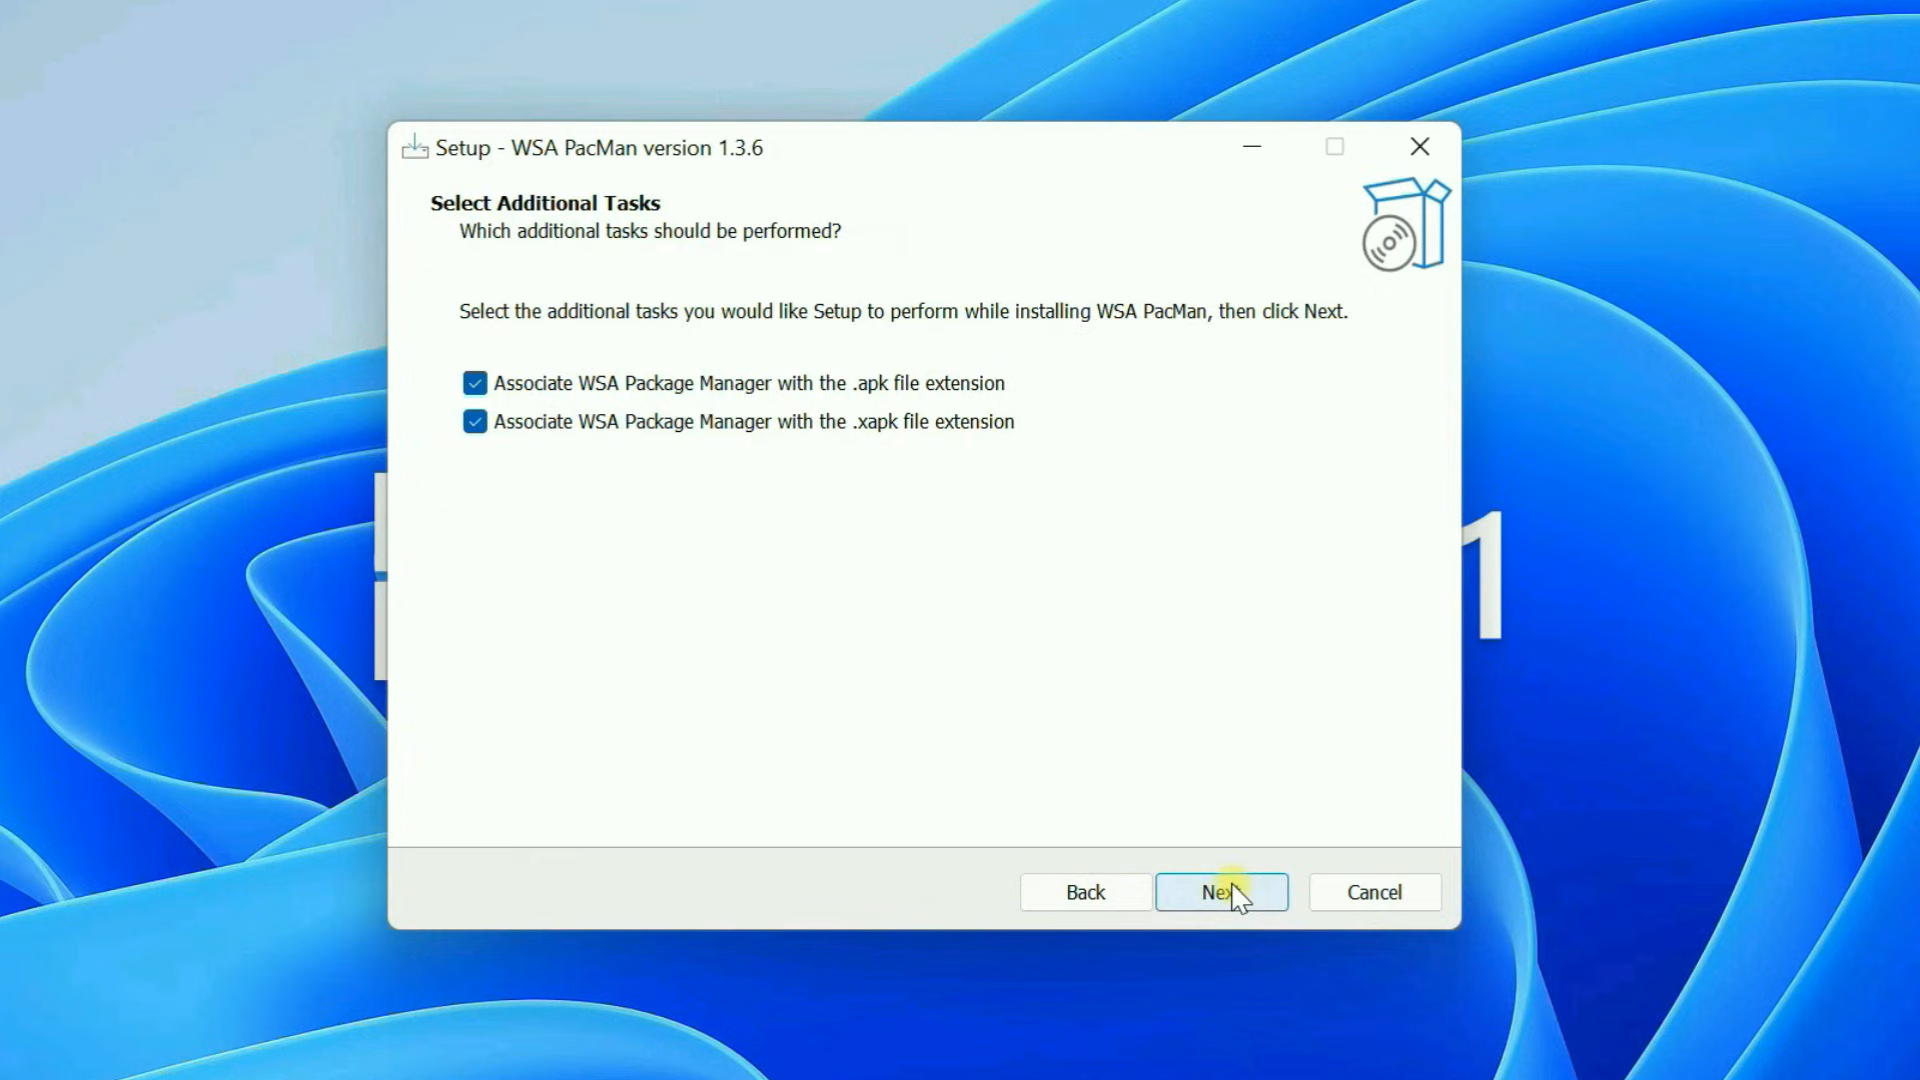 Setup - WSA PacMan version 1.3.6
Select Additional Tasks
Which additional tasks should be performed?
Select the additional tasks you would like Setup to perform while installing WSA PacMan, then click Next.
Associate WSA Package Manager with the .apk file extension
Associate WSA Package Manager with the .xapk file extension
1
Back
Next
Cancel